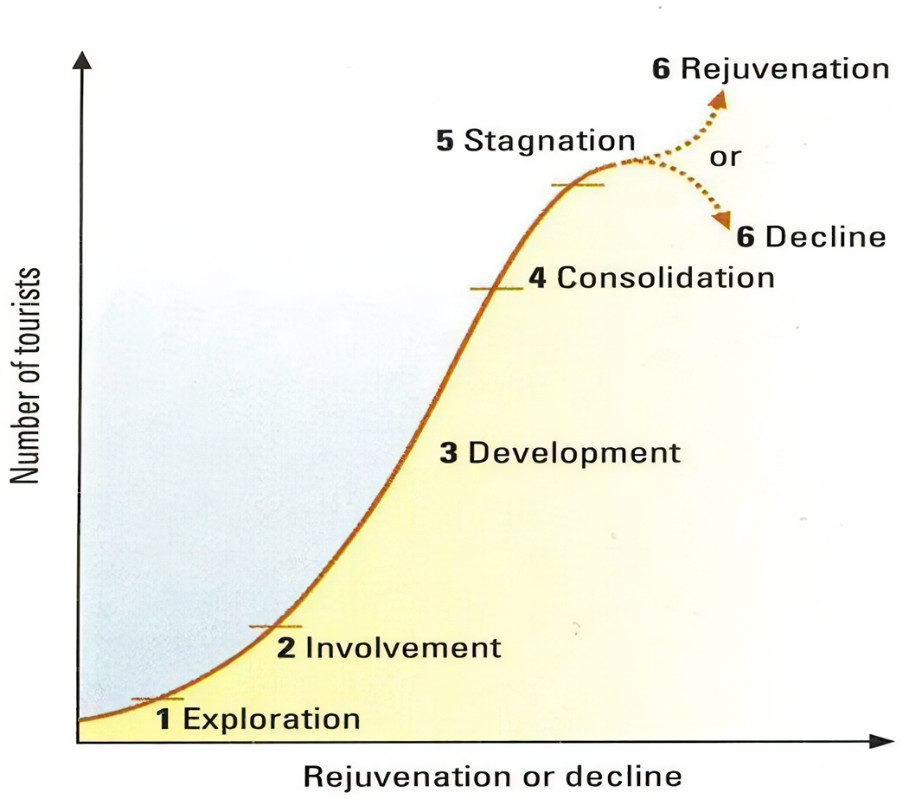 6 Rejuvenation
5 Stagnation
or
6 Decline
4 Consolidation
Number of tourists
3 Development
2 Involvement
1 Exploration
Rejuvenation or decline